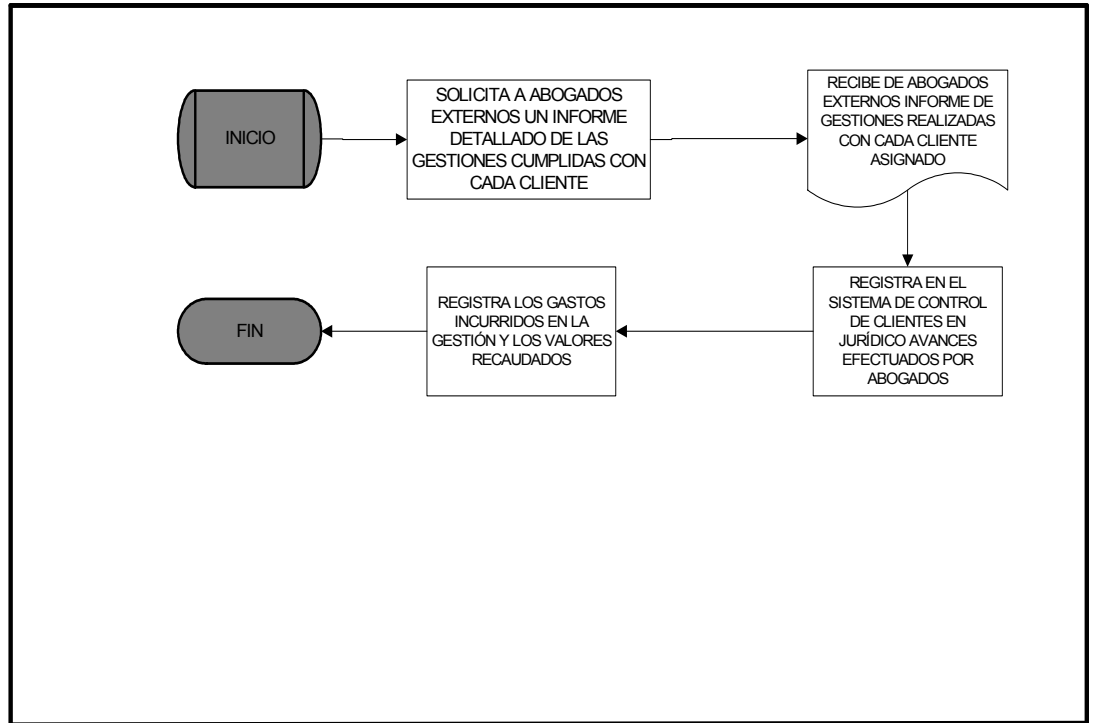 INICIO
SOLICITA A ABOGADOS
EXTERNOS UN INFORME
DETALLADO DE LAS
GESTIONES CUMPLIDAS CON
CADA CLIENTE
RECIBE DE ABOGADOS
EXTERNOS INFORME DE
GESTIONES REALIZADAS
CON CADA CLIENTE
ASIGNADO
REGISTRA EN EL
SISTEMA DE CONTROL
DE CLIENTES EN
JURÍDICO AVANCES
EFECTUADOS POR
ABOGADOS
REGISTRA LOS GASTOS
INCURRIDOS EN LA
GESTIÓN Y LOS VALORES
RECAUDADOS
FIN